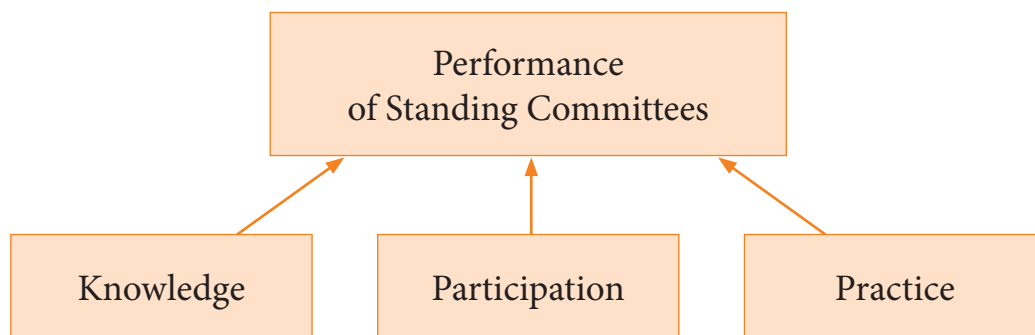 Performance
of Standing Committees
Knowledge
Participation
Practice